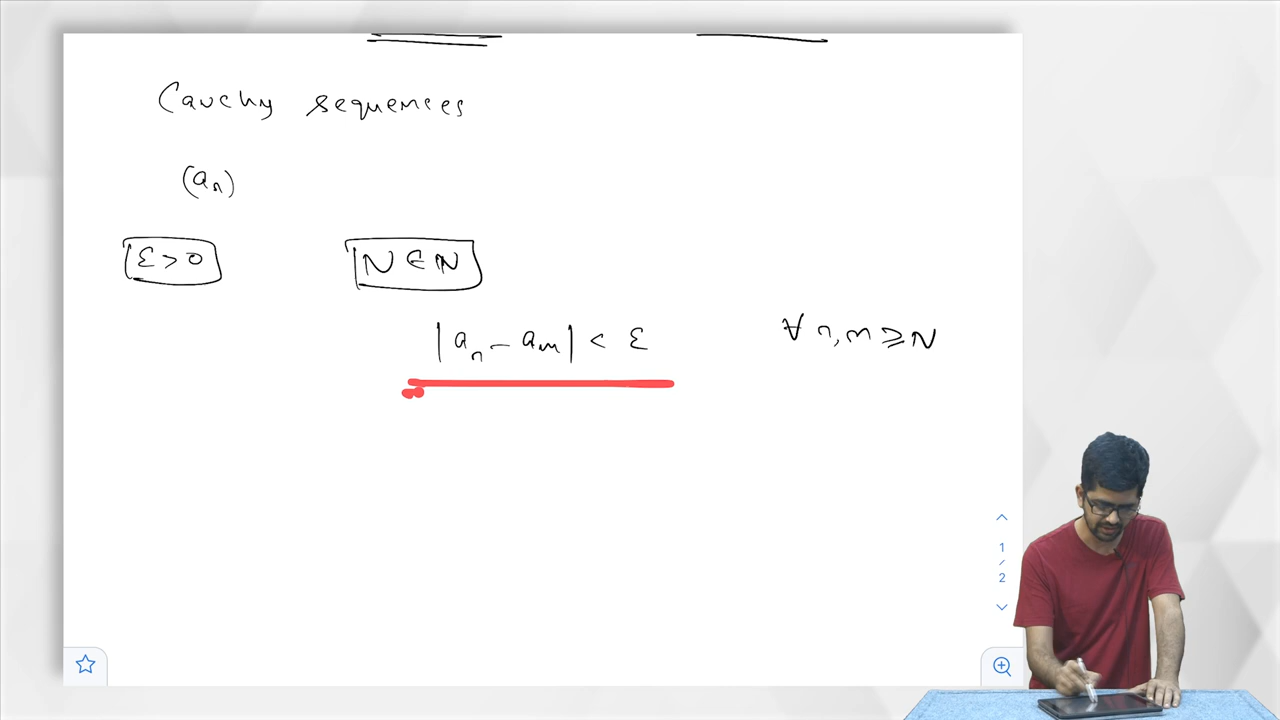 Cauchy sequences
(aₙ)
ε > 0 N ∈ ℕ
|aₙ - aₘ| < ε ∀ n, m ⩾ N
1
/
2